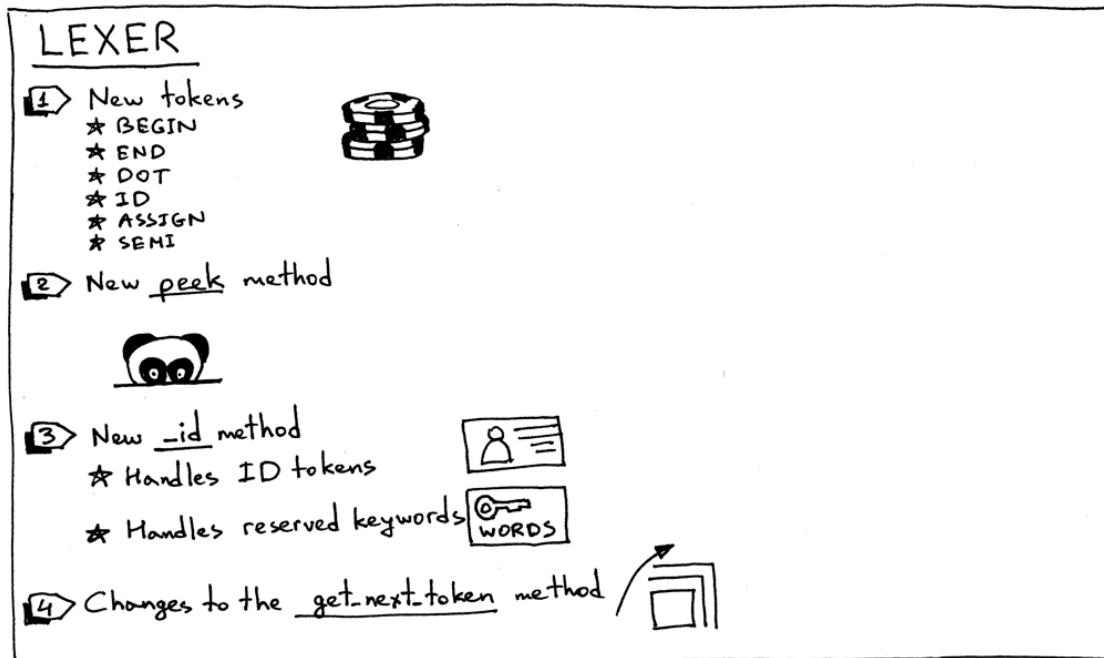 LEXER
1 New tokens
☆ BEGIN
☆ END
☆ DOT
☆ ID
☆ ASSIGN
☆ SEMI
2 New peek method
3 New _id method
☆ Handles ID tokens
☆ Handles reserved keywords
WORDS
4 Changes to the get_next_token method